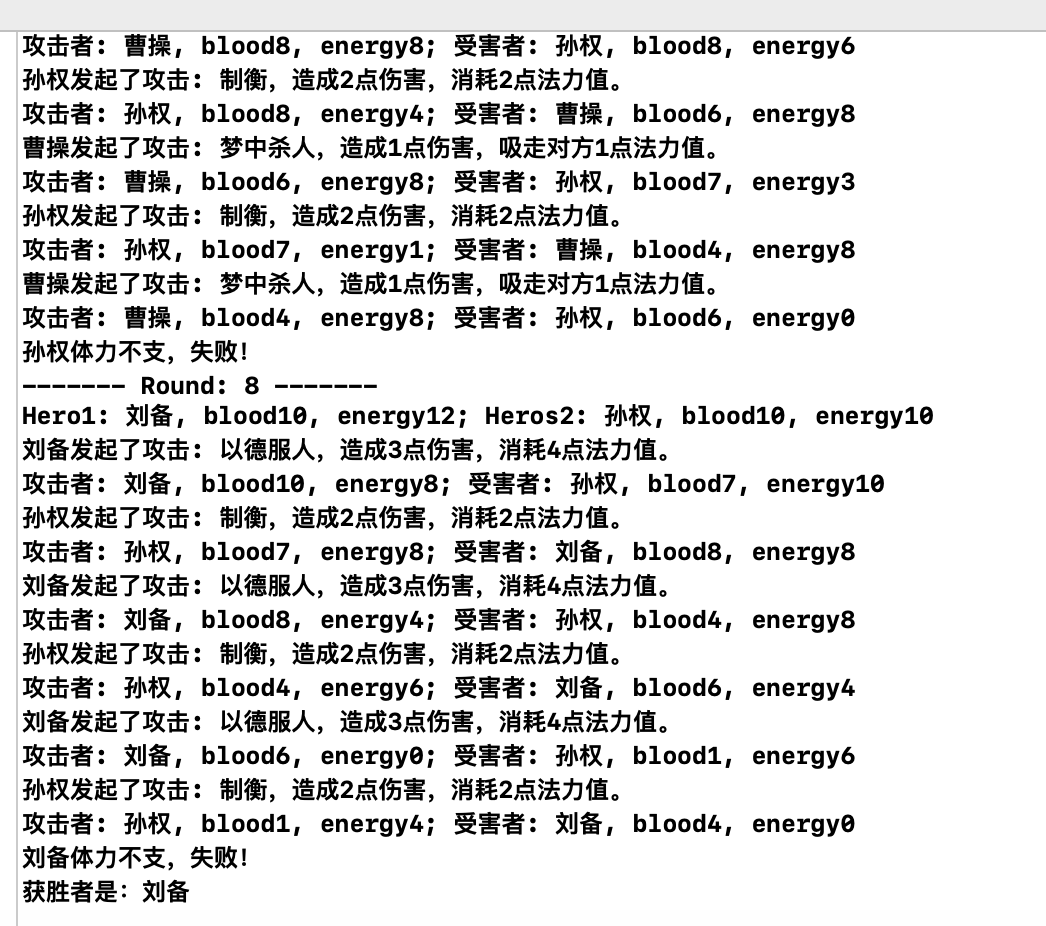 攻击者: 曹操, blood8, energy8; 受害者: 孙权, blood8, energy6
孙权发起了攻击: 制衡，造成2点伤害，消耗2点法力值。
攻击者: 孙权, blood8, energy4; 受害者: 曹操, blood6, energy8
曹操发起了攻击: 梦中杀人，造成1点伤害，吸走对方1点法力值。
攻击者: 曹操, blood6, energy8; 受害者: 孙权, blood7, energy3
孙权发起了攻击: 制衡，造成2点伤害，消耗2点法力值。
攻击者: 孙权, blood7, energy1; 受害者: 曹操, blood4, energy8
曹操发起了攻击: 梦中杀人，造成1点伤害，吸走对方1点法力值。
攻击者: 曹操, blood4, energy8; 受害者: 孙权, blood6, energy0
孙权体力不支，失败!
------- Round: 8 -------
Hero1: 刘备, blood10, energy12; Heros2: 孙权, blood10, energy10
刘备发起了攻击: 以德服人，造成3点伤害，消耗4点法力值。
攻击者: 刘备, blood10, energy8; 受害者: 孙权, blood7, energy10
孙权发起了攻击: 制衡，造成2点伤害，消耗2点法力值。
攻击者: 孙权, blood7, energy8; 受害者: 刘备, blood8, energy8
刘备发起了攻击: 以德服人，造成3点伤害，消耗4点法力值。
攻击者: 刘备, blood8, energy4; 受害者: 孙权, blood4, energy8
孙权发起了攻击: 制衡，造成2点伤害，消耗2点法力值。
攻击者: 孙权, blood4, energy6; 受害者: 刘备, blood6, energy4
刘备发起了攻击: 以德服人，造成3点伤害，消耗4点法力值。
攻击者: 刘备, blood6, energy0; 受害者: 孙权, blood1, energy6
孙权发起了攻击: 制衡，造成2点伤害，消耗2点法力值。
攻击者: 孙权, blood1, energy4; 受害者: 刘备, blood4, energy0
刘备体力不支，失败!
获胜者是：刘备